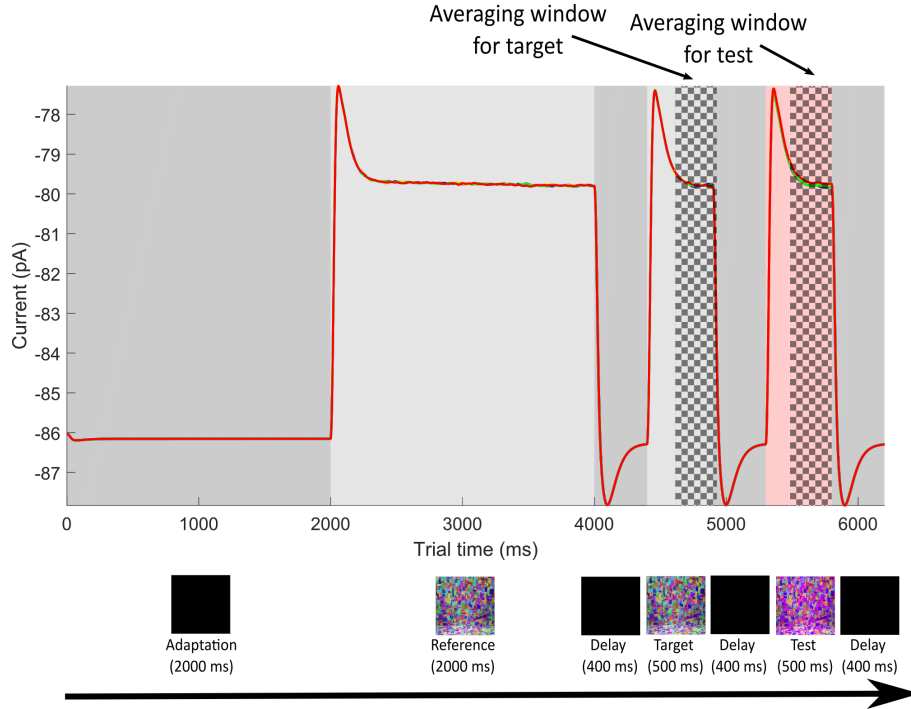 Averaging window
for target
Averaging window
for test
-78
-79
-80
-81
-82
-83
-84
-85
-86
-87
Current (pA)
0
1000
2000
3000
4000
5000
6000
Trial time (ms)
Adaptation
(2000 ms)
Reference
(2000 ms)
Delay
(400 ms)
Target
(500 ms)
Delay
(400 ms)
Test
(500 ms)
Delay
(400 ms)